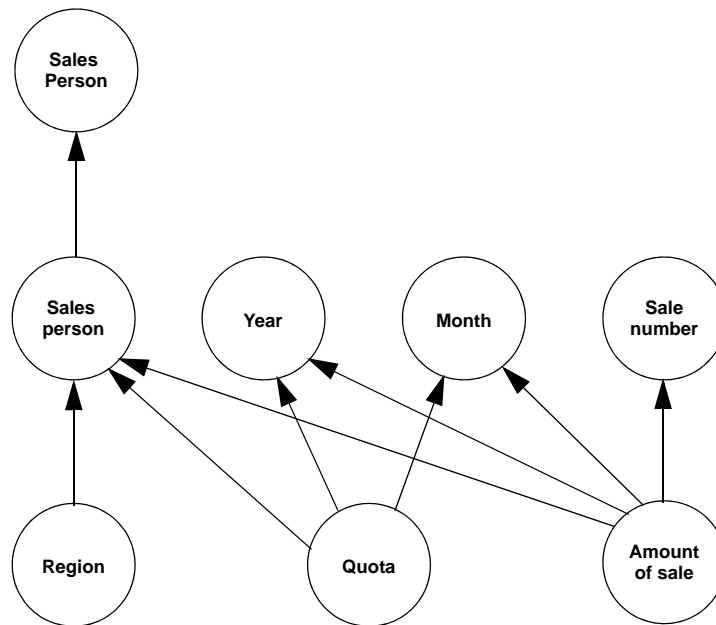 Sales
Person
Sales
person
Year
Month
Sale
number
Region
Quota
Amount
of sale